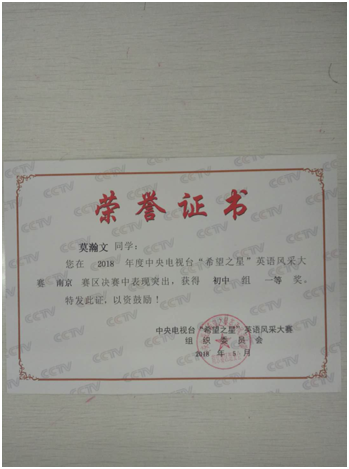 荣誉证书
莫瀚文 同学：
您在 2018 年度中央电视台“希望之星”英语风采大
赛 南京 赛区决赛中表现突出，获得 初中 组 一等 奖。
特发此证，以资鼓励！
中央电视台“希望之星”英语风采大赛
组织委员会
2018 年 8 月